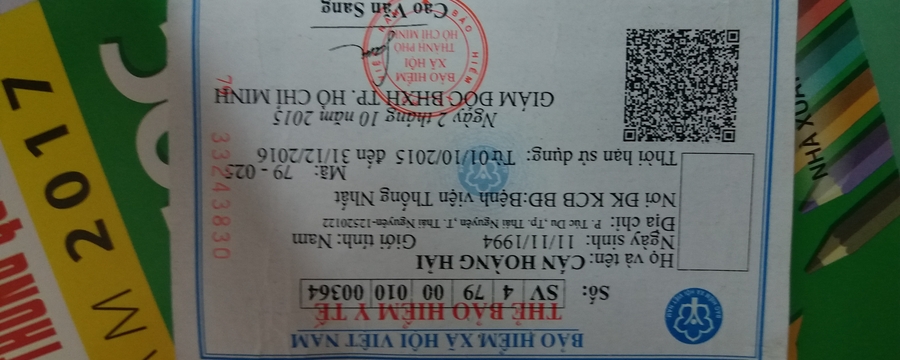 BẢO HIỂM XÃ HỘI VIỆT NAM
THẺ BẢO HIỂM Y TẾ
Số: SV 4 79 00 010 00364
Họ và tên: CẤN HOÀNG HẢI
Ngày sinh: 11/11/1994 Giới tính: Nam
Địa chỉ: P. Tư Du ,Tp. Thái Nguyên ,T. Thái Nguyên-12520122
Nơi ĐK KCB BĐ:Bệnh viện Thống Nhất
Mã: 79 - 025
Thời hạn sử dụng: Từ 01/10/2015 đến 31/12/2016
Ngày 2 tháng 10 năm 2015
GIÁM ĐỐC BHXH TP. HỒ CHÍ MINH
BẢO HIỂM
XÃ HỘI
THÀNH PHỐ
HỒ CHÍ MINH
Cao Văn Sang
33243830
M 2017
NHÀ XUẤ